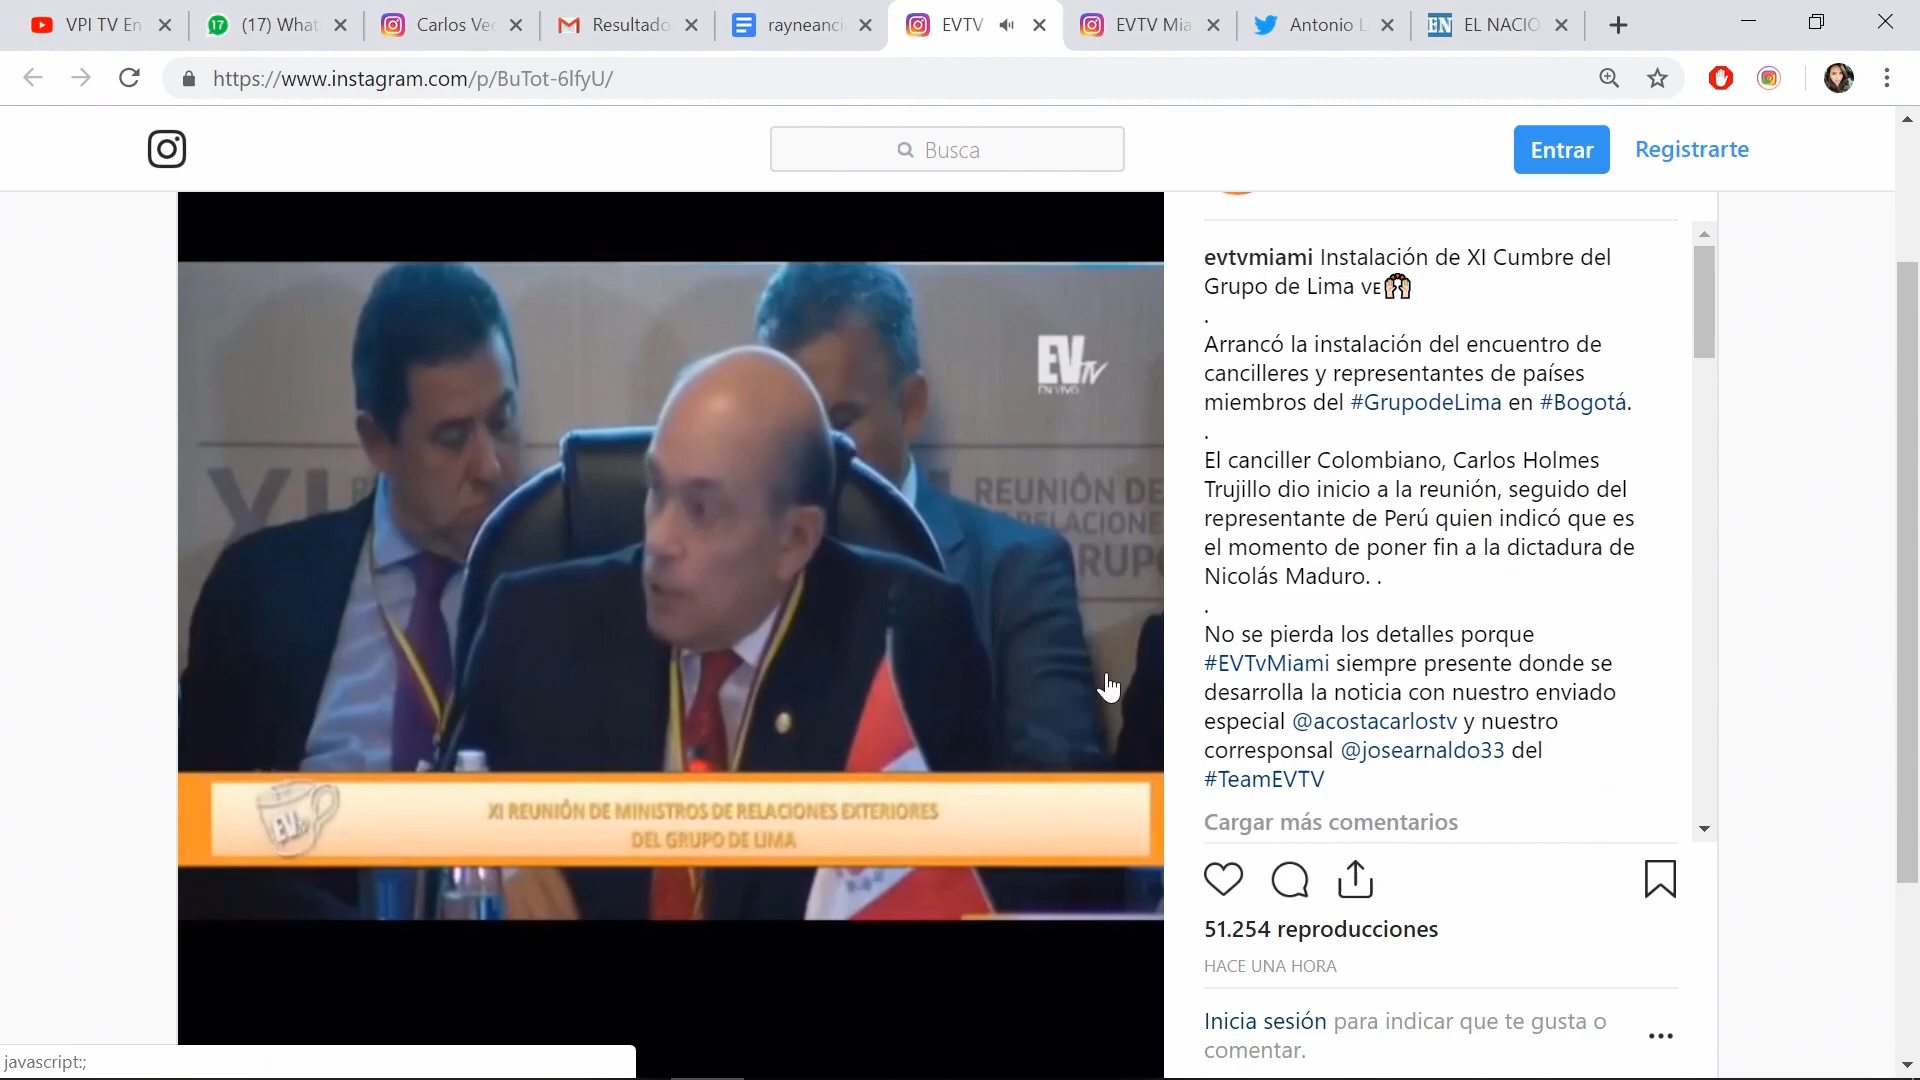 VPI TV En
(17) What
Carlos Vec
Resultado
rayneanci
EVTV
EVTV Mia
Antonio L
EN EL NACIO
https://www.instagram.com/p/BuTot-6lfyU/
Busca
Entrar
Registrarte
EVTV
EN VIVO
XI
REUNIÓN DE
RELACIONE
GRUPO
XI REUNIÓN DE MINISTROS DE RELACIONES EXTERIORES
DEL GRUPO DE LIMA
evtvmiami Instalación de XI Cumbre del
Grupo de Lima VE
.
Arrancó la instalación del encuentro de
cancilleres y representantes de países
miembros del #GrupodeLima en #Bogotá.
.
El canciller Colombiano, Carlos Holmes
Trujillo dio inicio a la reunión, seguido del
representante de Perú quien indicó que es
el momento de poner fin a la dictadura de
Nicolás Maduro. .
.
No se pierda los detalles porque
#EVTvMiami siempre presente donde se
desarrolla la noticia con nuestro enviado
especial @acostacarlostv y nuestro
corresponsal @josearnaldo33 del
#TeamEVTV
Cargar más comentarios
51.254 reproducciones
HACE UNA HORA
Inicia sesión para indicar que te gusta o
comentar.
javascript:;